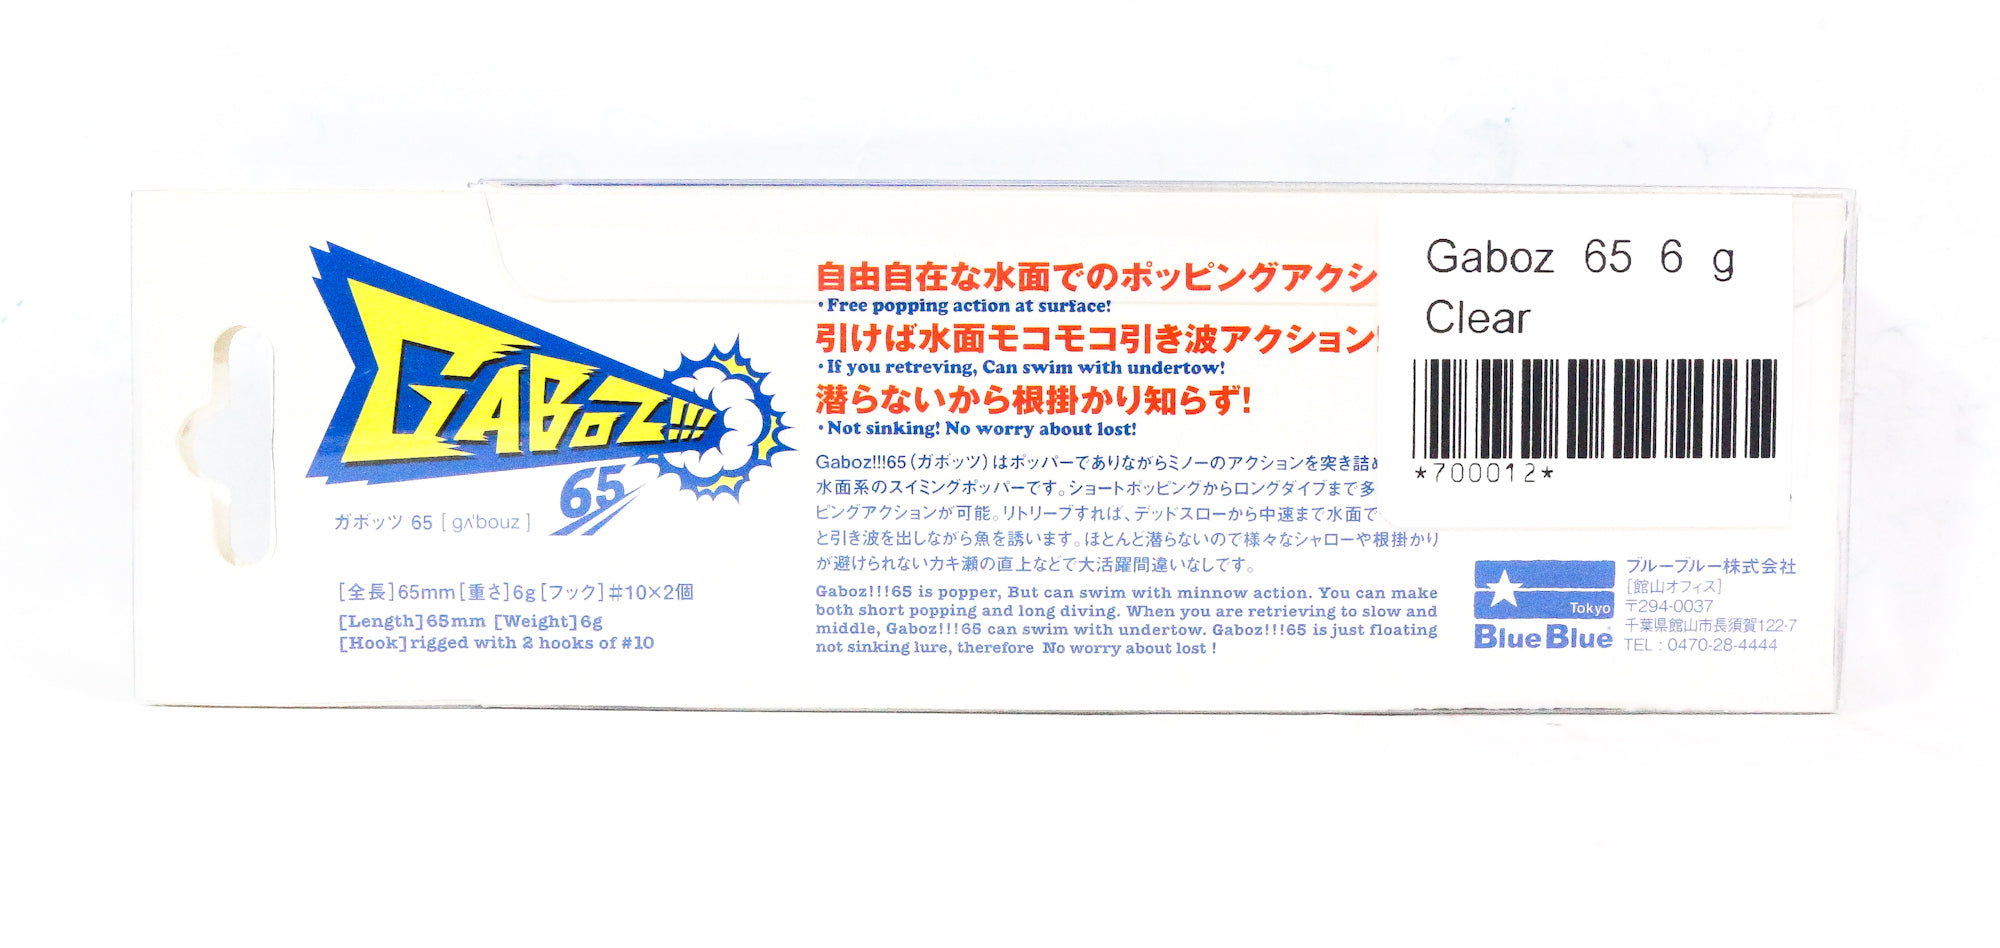 GABOZ!!!
65
ガボッツ 65 [ gʌ'bouz ]
[全長]65mm[重さ]6g[フック]#10×2個
[Length]65mm [Weight]6g
[Hook]rigged with 2 hooks of #10
自由自在な水面でのポッピングアクシ
・Free popping action at surface!
引けば水面モコモコ引き波アクション!
・If you retreving, Can swim with undertow!
潜らないから根掛かり知らず!
・Not sinking! No worry about lost!
Gaboz!!!65(ガボッツ)はポッパーでありながらミノーのアクションを突き詰め
水面系のスイミングポッパーです。ショートポッピングからロングダイブまで多
ピングアクションが可能。リトリーブすれば、デッドスローから中速まで水面で
と引き波を出しながら魚を誘います。ほとんど潜らないので様々なシャローや根掛かり
が避けられないカキ瀬の直上などで大活躍間違いなしです。
Gaboz!!!65 is popper, But can swim with minnow action. You can make
both short popping and long diving. When you are retrieving to slow and
middle, Gaboz!!!65 can swim with undertow. Gaboz!!!65 is just floating
not sinking lure, therefore No worry about lost !
Gaboz 65 6 g
Clear
*700012*
Tokyo
BlueBlue
ブルーブルー株式会社
[館山オフィス]
〒294-0037
千葉県館山市長須賀122-7
TEL : 0470-28-4444